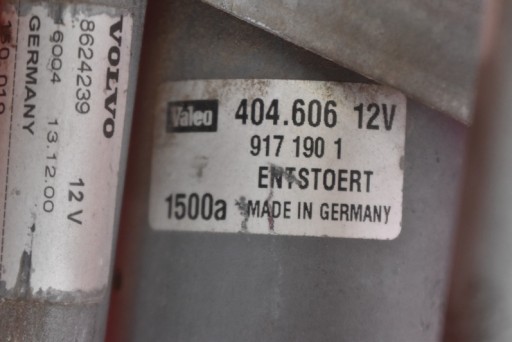 VOLVO
8624239
6004 13.12.00
GERMANY
12 V
Valeo 404.606 12V
917 190 1
ENTSTOERT
1500a MADE IN GERMANY